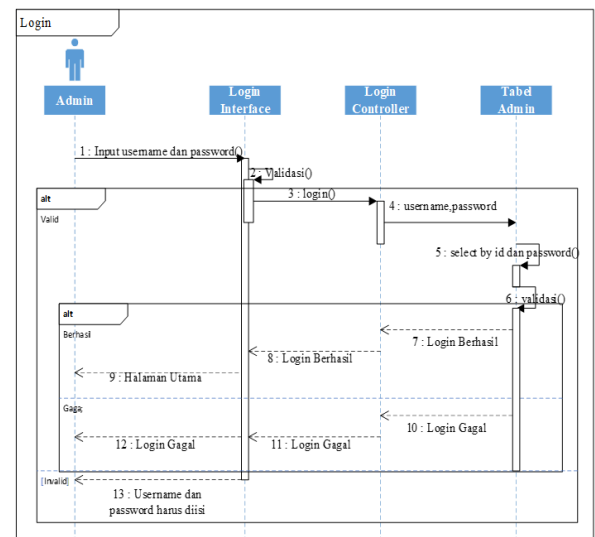 Login
Admin
Login
Interface
Login
Controller
Tabel
Admin
1 : Input username dan password()
2 : Validasi()
3 : login()
4 : username,password
alt
Valid
5 : select by id dan password()
6 : validasi()
alt
Berhasil
7 : Login Berhasil
8 : Login Berhasil
9 : Halaman Utama
Gaga;
10 : Login Gagal
11 : Login Gagal
12 : Login Gagal
[Invalid]
13 : Username dan
password harus diisi